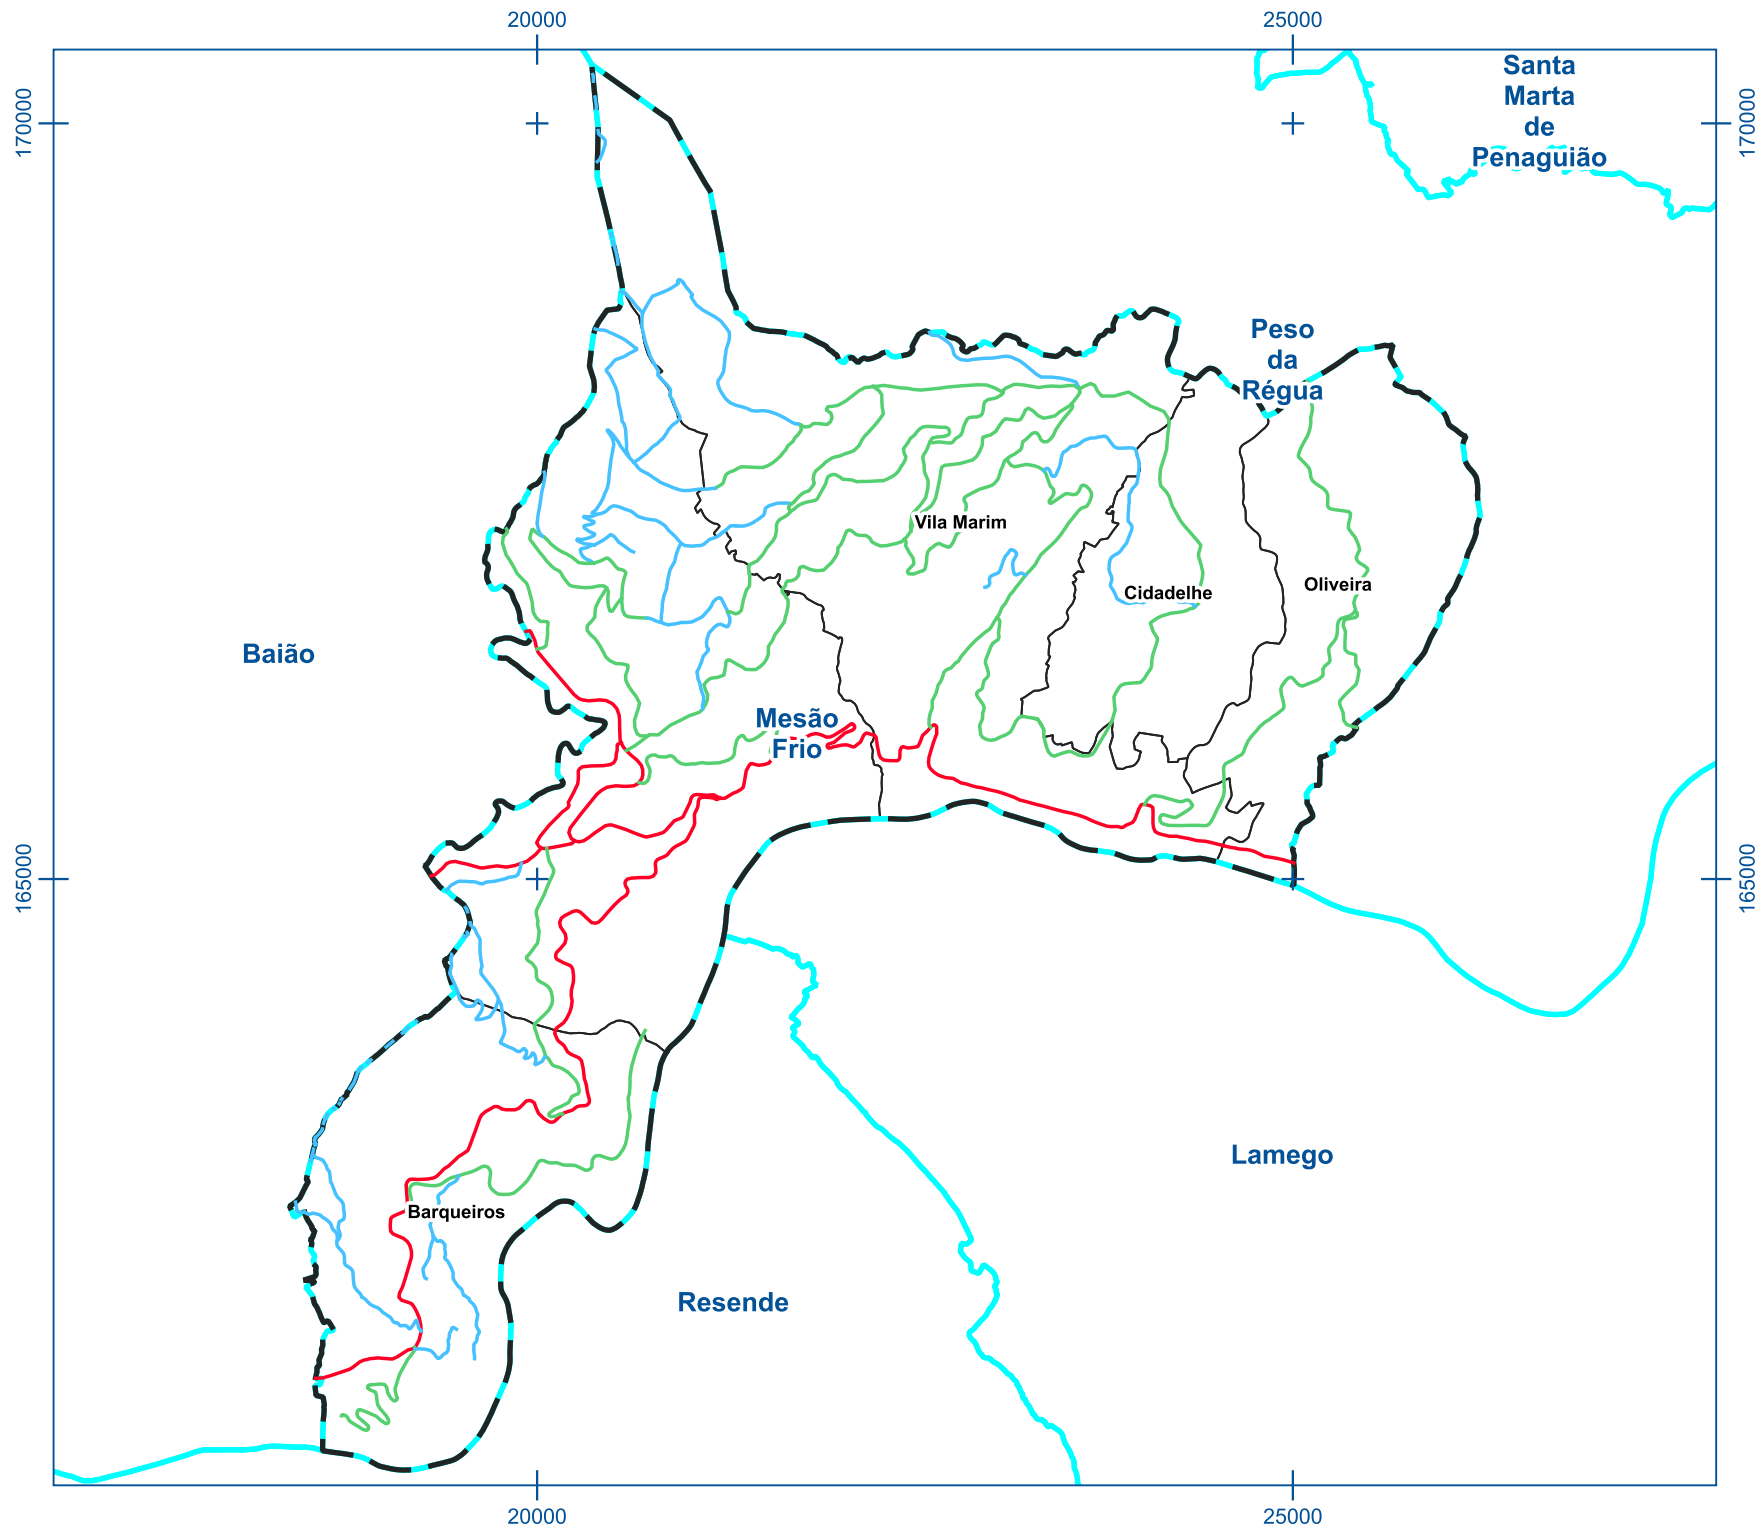 20000
25000
170000
170000
Santa
Marta
de
Penaguião
Peso
da
Régua
Vila Marim
Cidadelhe
Oliveira
Baião
Mesão
Frio
165000
165000
Lamego
Barqueiros
Resende
20000
25000